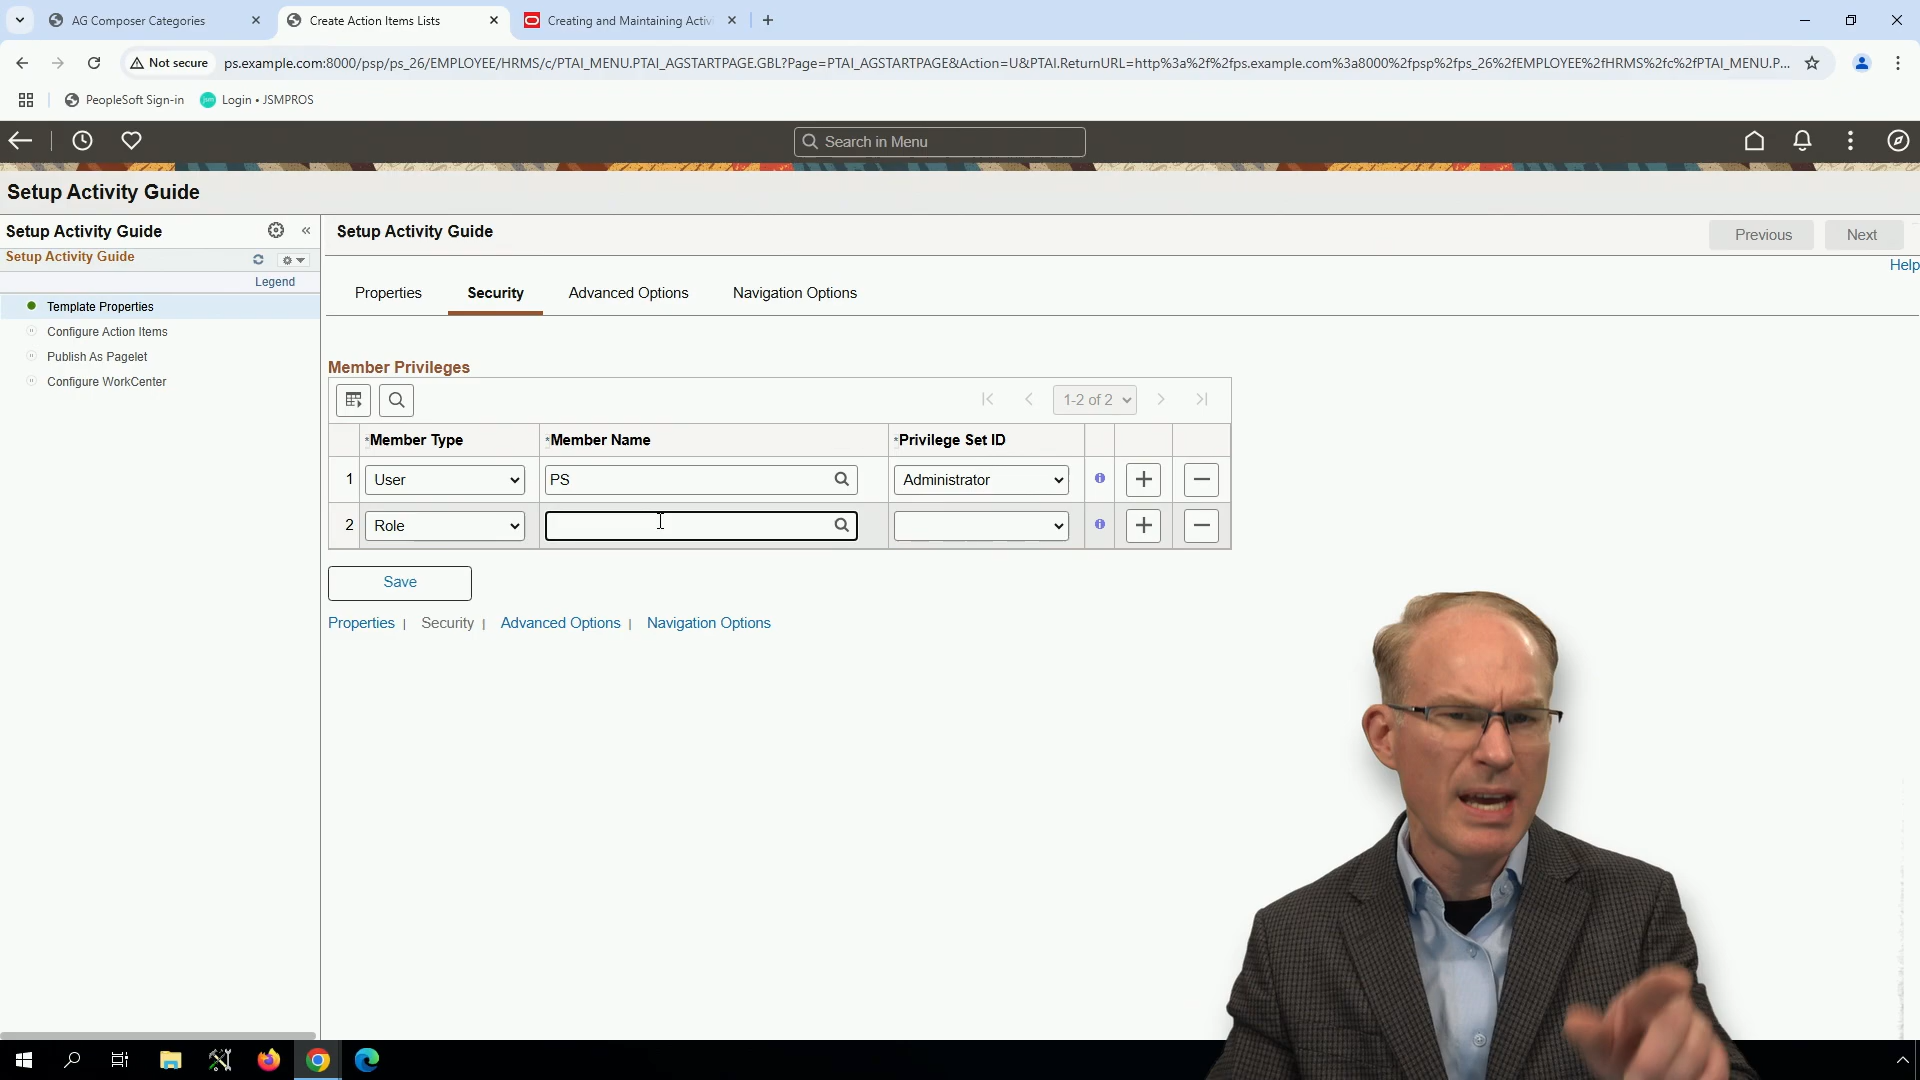 AG Composer Categories
Create Action Items Lists
Creating and Maintaining Activi
Not secure
ps.example.com:8000/psp/ps_26/EMPLOYEE/HRMS/c/PTAI_MENU.PTAI_AGSTARTPAGE.GBL?Page=PTAI_AGSTARTPAGE&Action=U&PTAI.ReturnURL=http%3a%2f%2fps.example.com%3a8000%2fpsp%2fps_26%2fEMPLOYEE%2fHRMS%2fc%2fPTAI_MENU.P...
PeopleSoft Sign-in
jsm
Login • JSMPROS
Search in Menu
Setup Activity Guide
Setup Activity Guide
Setup Activity Guide
Legend
Template Properties
Configure Action Items
Publish As Pagelet
Configure WorkCenter
Setup Activity Guide
Previous
Next
Help
Properties
Security
Advanced Options
Navigation Options
Member Privileges
1-2 of 2
*Member Type
*Member Name
*Privilege Set ID
1
User
PS
Administrator
2
Role
Save
Properties |
Security |
Advanced Options |
Navigation Options